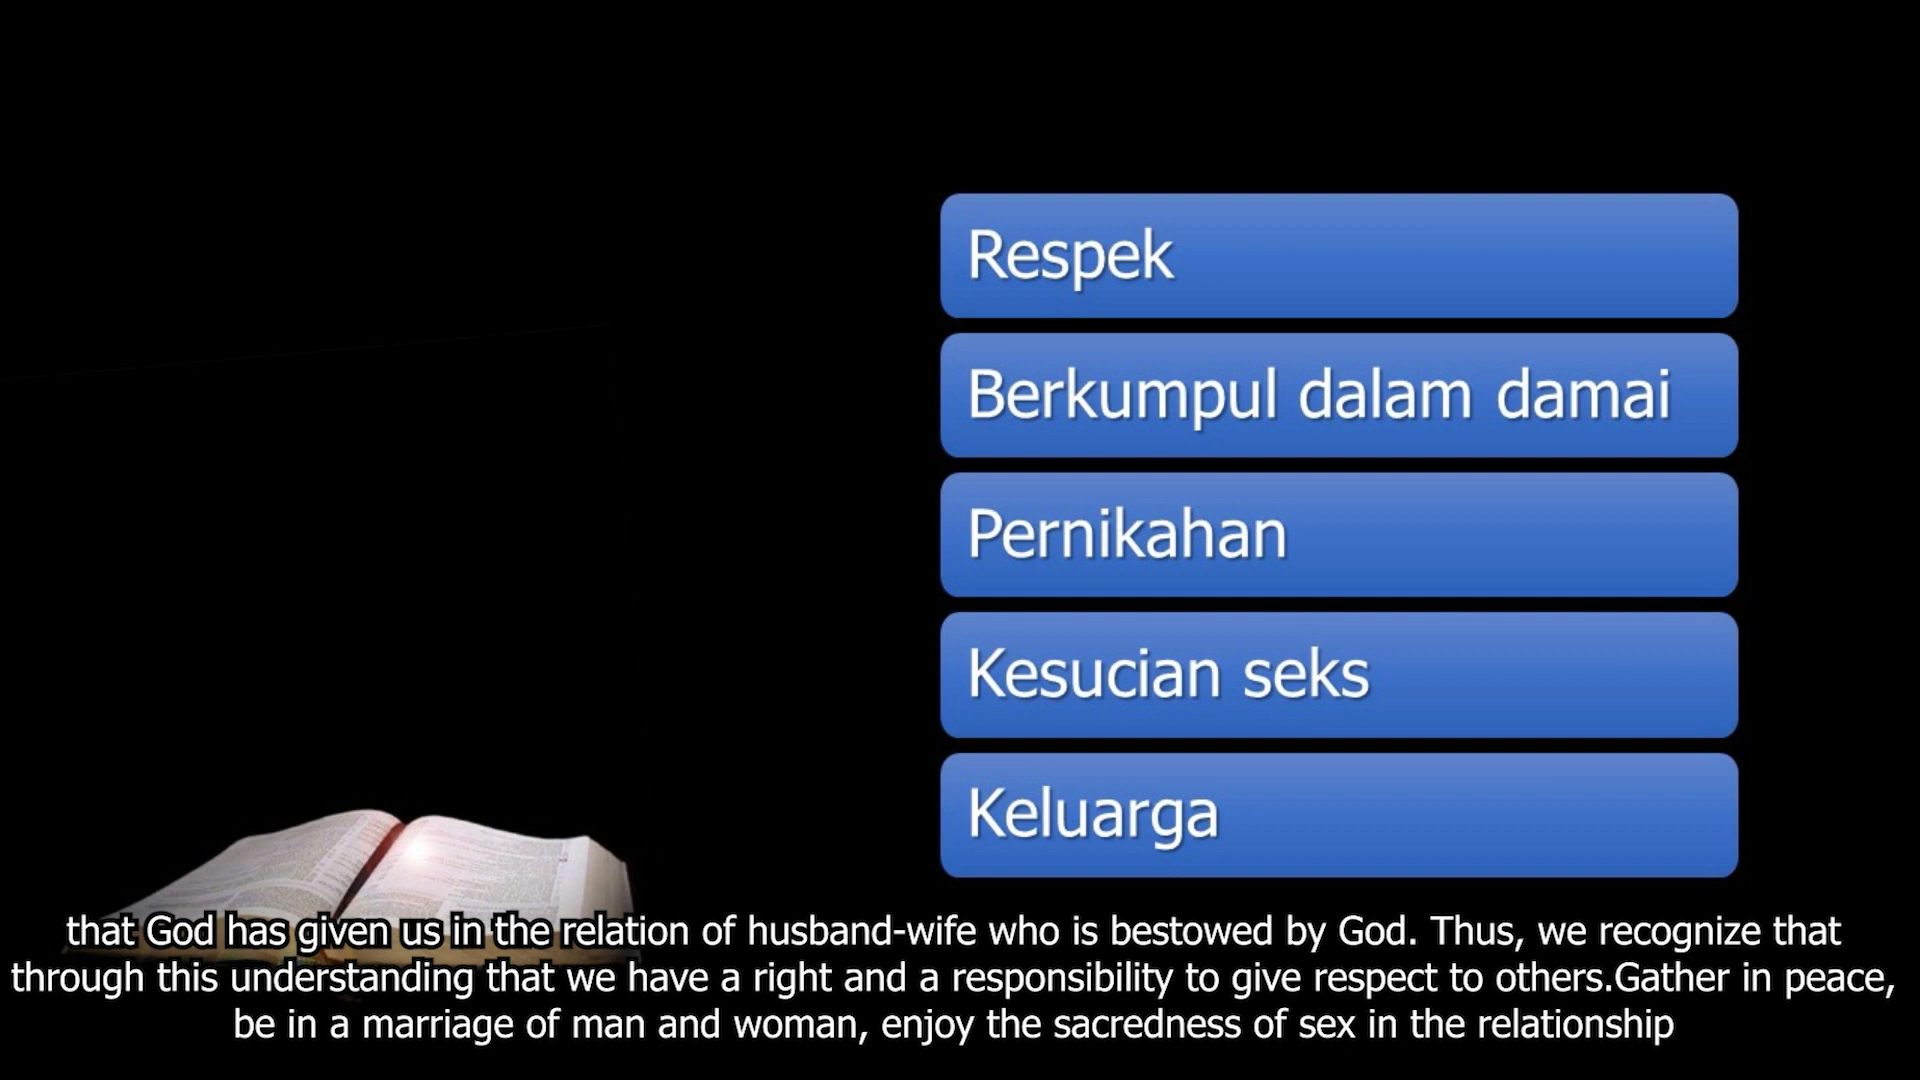 Respek
Berkumpul dalam damai
Pernikahan
Kesucian seks
Keluarga
that God has given us in the relation of husband-wife who is bestowed by God. Thus, we recognize that
through this understanding that we have a right and a responsibility to give respect to others.Gather in peace,
be in a marriage of man and woman, enjoy the sacredness of sex in the relationship